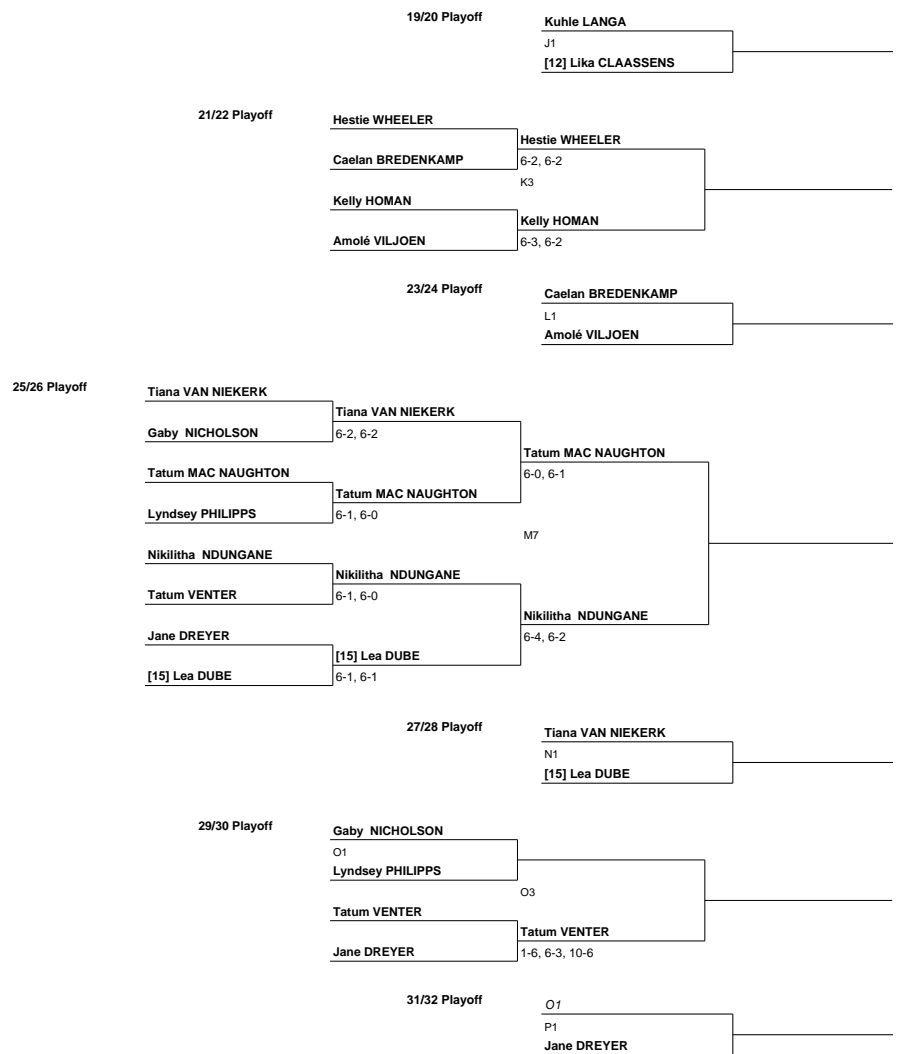 19/20 Playoff
Kuhle LANGA
J1
[12] Lika CLAASSENS
21/22 Playoff
Hestie WHEELER
Hestie WHEELER
Caelan BREDENKAMP
6-2, 6-2
K3
Kelly HOMAN
Kelly HOMAN
Amolé VILJOEN
6-3, 6-2
23/24 Playoff
Caelan BREDENKAMP
L1
Amolé VILJOEN
25/26 Playoff
Tiana VAN NIEKERK
Tiana VAN NIEKERK
Gaby NICHOLSON
6-2, 6-2
Tatum MAC NAUGHTON
Tatum MAC NAUGHTON
6-0, 6-1
Tatum MAC NAUGHTON
Lyndsey PHILIPPS
6-1, 6-0
M7
Nikilitha NDUNGANE
Nikilitha NDUNGANE
Tatum VENTER
6-1, 6-0
Nikilitha NDUNGANE
Jane DREYER
6-4, 6-2
[15] Lea DUBE
[15] Lea DUBE
6-1, 6-1
27/28 Playoff
Tiana VAN NIEKERK
N1
[15] Lea DUBE
29/30 Playoff
Gaby NICHOLSON
O1
Lyndsey PHILIPPS
O3
Tatum VENTER
Tatum VENTER
Jane DREYER
1-6, 6-3, 10-6
31/32 Playoff
O1
P1
Jane DREYER